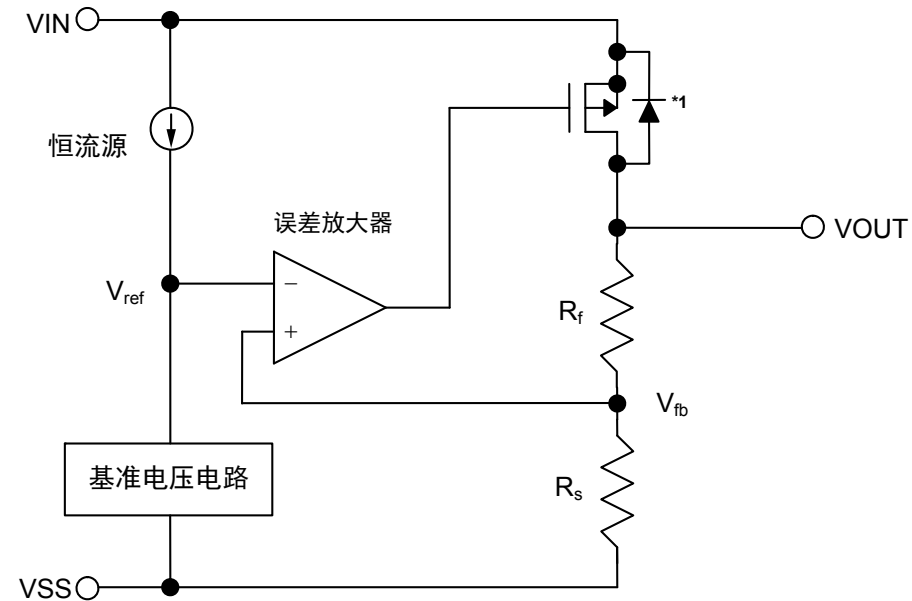 VIN
*1
恒流源
误差放大器
VOUT
Vref
−
Rf
+
Vfb
基准电压电路
Rs
VSS